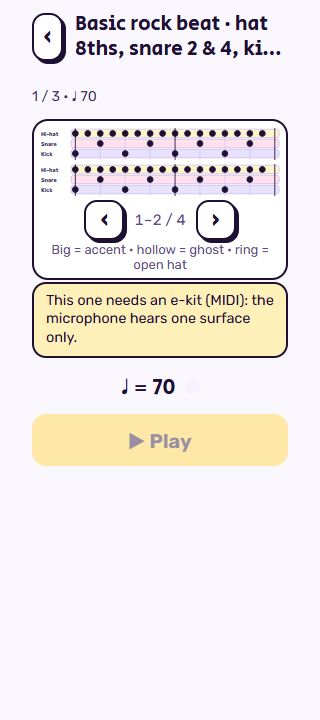 Basic rock beat · hat
8ths, snare 2 & 4, ki...
1 / 3 • ♩ 70
Hi-hat
Snare
Kick
Hi-hat
Snare
Kick
‹ 1–2 / 4 ›
Big = accent • hollow = ghost • ring =
open hat
This one needs an e-kit (MIDI): the
microphone hears one surface
only.
♩ = 70
▶ Play